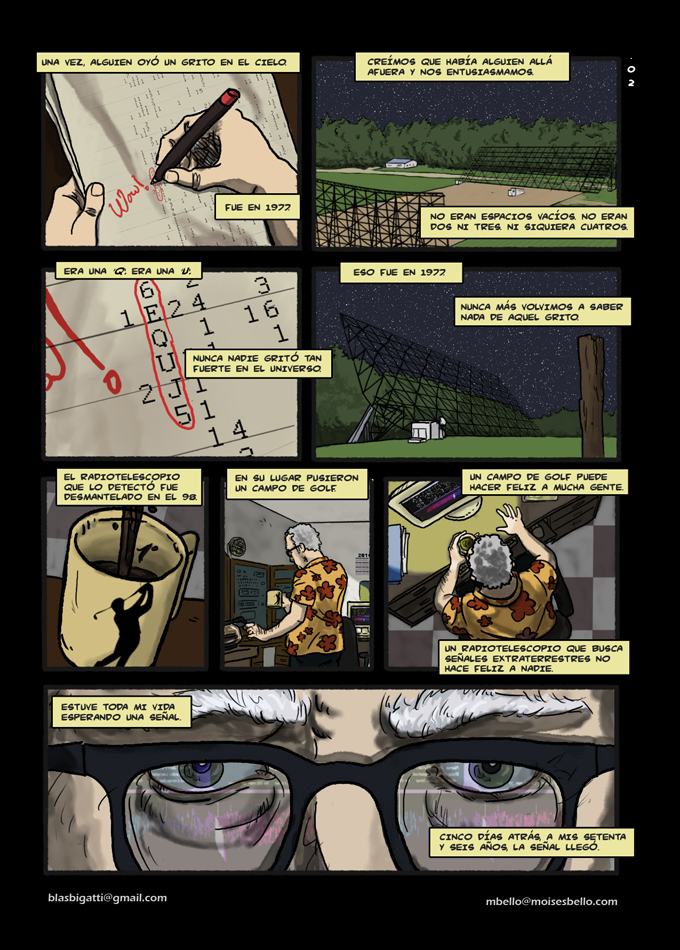 UNA VEZ, ALGUIEN OYÓ UN GRITO EN EL CIELO.
Wow!
FUE EN 1977.
CREÍMOS QUE HABÍA ALGUIEN ALLÁ
AFUERA Y NOS ENTUSIASMAMOS.
NO ERAN ESPACIOS VACÍOS. NO ERAN
DOS NI TRES. NI SIQUIERA CUATROS.
02
ERA UNA 'Q'. ERA UNA 'U'.
6
E
Q
U
J
5
1
2
2
4
1
1
1
1
3
16
1
2
14
NUNCA NADIE GRITÓ TAN
FUERTE EN EL UNIVERSO.
ESO FUE EN 1977.
NUNCA MÁS VOLVIMOS A SABER
NADA DE AQUEL GRITO.
EL RADIOTELESCOPIO
QUE LO DETECTÓ FUE
DESMANTELADO EN EL 98.
EN SU LUGAR PUSIERON
UN CAMPO DE GOLF.
UN CAMPO DE GOLF PUEDE
HACER FELIZ A MUCHA GENTE.
UN RADIOTELESCOPIO QUE BUSCA
SEÑALES EXTRATERRESTRES NO
HACE FELIZ A NADIE.
ESTUVE TODA MI VIDA
ESPERANDO UNA SEÑAL.
CINCO DÍAS ATRÁS, A MIS SETENTA
Y SEIS AÑOS, LA SEÑAL LLEGÓ.
blasbigatti@gmail.com
mbello@moisesbello.com